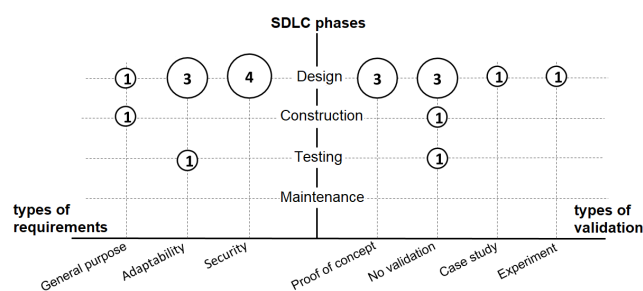 SDLC phases
1 3 4 Design 3 3 1 1
1 Construction 1
1 Testing 1
Maintenance
types of
requirements
types of
validation
General purpose
Adaptability
Security
Proof of concept
No validation
Case study
Experiment